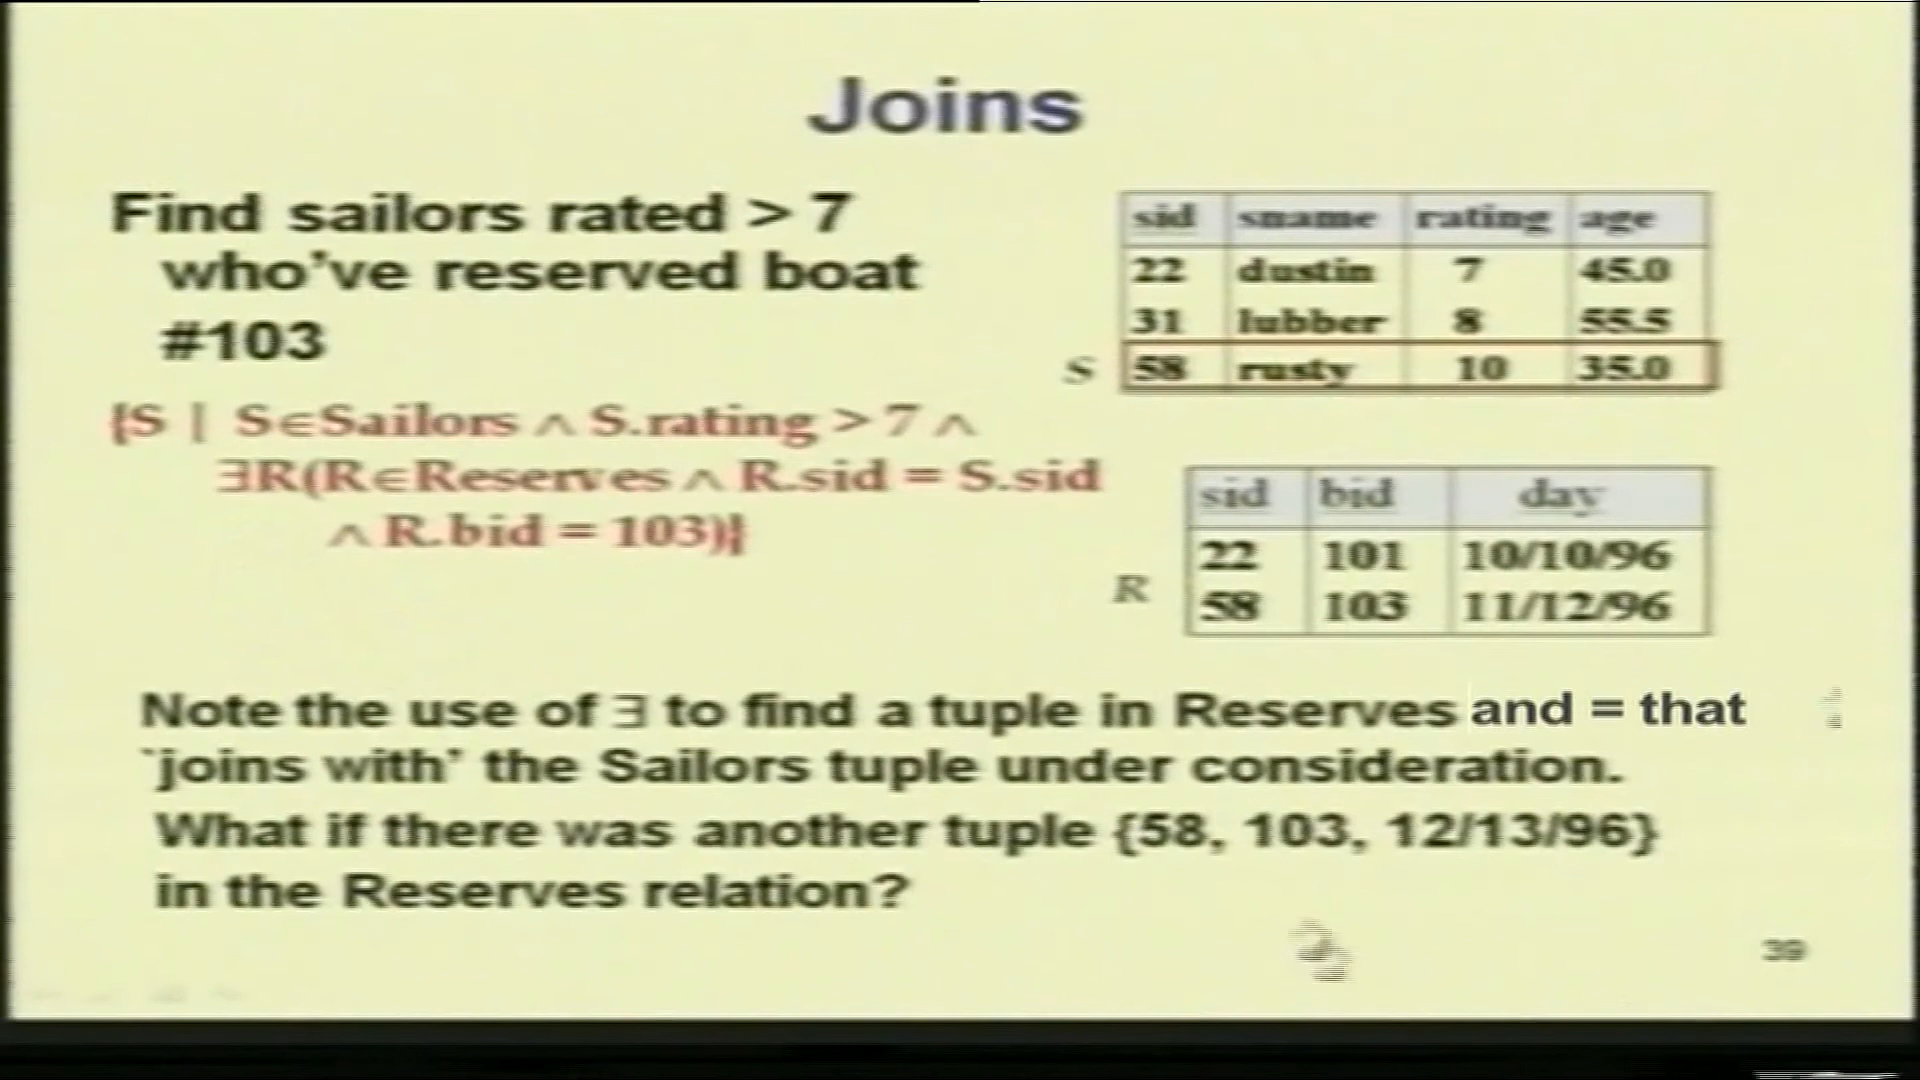 Joins
Find sailors rated > 7
who've reserved boat
#103
{S | S∈Sailors ∧ S.rating > 7 ∧
∃R(R∈Reserves ∧ R.sid = S.sid
∧ R.bid = 103)}
sid sname rating age
22 dustin 7 45.0
31 lubber 8 55.5
S 58 rusty 10 35.0
sid bid day
22 101 10/10/96
R
58 103 11/12/96
Note the use of ∃ to find a tuple in Reserves and = that
`joins with' the Sailors tuple under consideration.
What if there was another tuple {58, 103, 12/13/96}
in the Reserves relation?
39